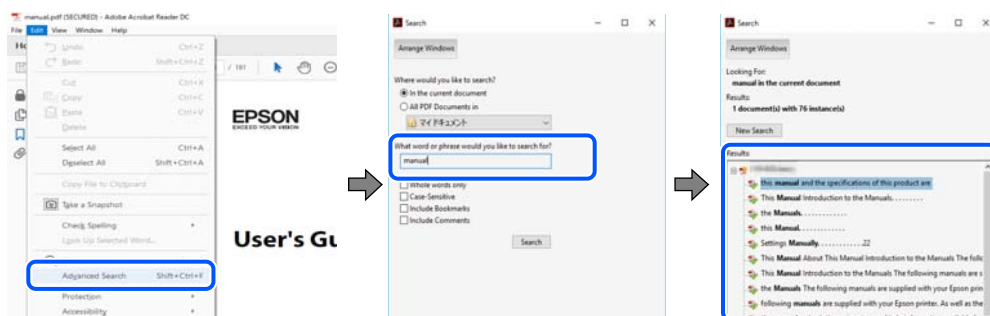 manual.pdf (SECURED) - Adobe Acrobat Reader DC
File Edit View Window Help
Undo Ctrl+Z
Redo Shift+Ctrl+Z
Cut Ctrl+X
Copy Ctrl+C
Paste Ctrl+V
Delete
Select All Ctrl+A
Deselect All Shift+Ctrl+A
Copy File to Clipboard
Take a Snapshot
Check Spelling
Look Up Selected Word...
Advanced Search Shift+Ctrl+F
Protection
Accessibility
/ 191
EPSON
EXCEED YOUR VISION
User's Gu
Search
Arrange Windows
Where would you like to search?
In the current document
All PDF Documents in
マイ ドキュメント
What word or phrase would you like to search for?
manual
Whole words only
Case-Sensitive
Include Bookmarks
Include Comments
Search
Search
Arrange Windows
Looking For:
manual in the current document
Results:
1 document(s) with 76 instance(s)
New Search
Results:
this manual and the specifications of this product are
This Manual Introduction to the Manuals. . . . . . . . .
the Manuals. . . . . . . . . . . . .
this Manual. . . . . . . . . . . . .
Settings Manually. . . . . . . . . . . . .22
This Manual About This Manual Introduction to the Manuals The follo
This Manual Introduction to the Manuals The following manuals are s
the Manuals The following manuals are supplied with your Epson prin
following manuals are supplied with your Epson printer. As well as the